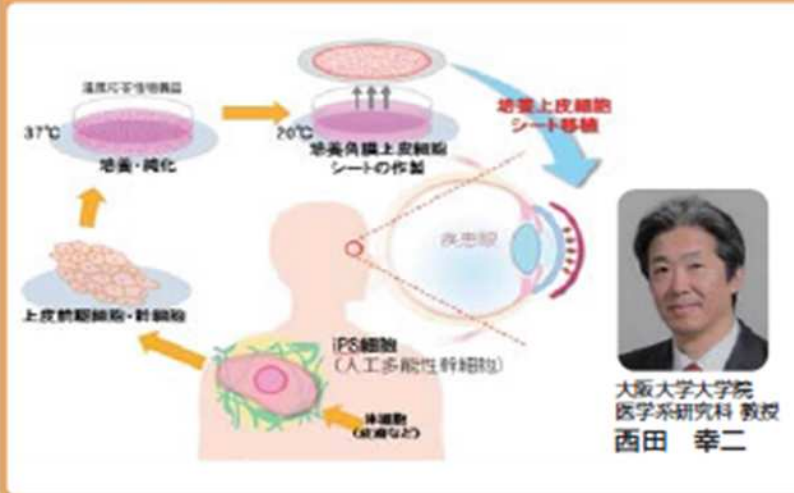 温度応答性培養皿
37℃
培養・純化
20℃
培養角膜上皮細胞
シートの作製
培養上皮細胞
シート移植
疾患眼
上皮前駆細胞・幹細胞
iPS細胞
(人工多能性幹細胞)
体細胞
(皮膚など)
大阪大学大学院
医学系研究科 教授
西田 幸二